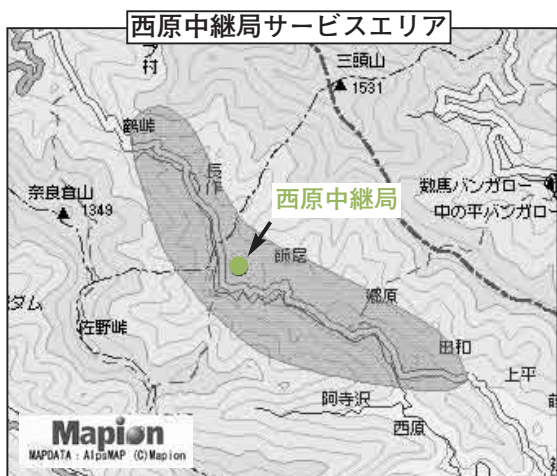 西原中継局サービスエリア
村
三頭山
1531
鶴峠
長作
奈良倉山
1349
西原中継局
数馬バンガロー
中の平バンガロ
飯尾
郷原
ダム
佐野峠
田和
上平
阿寺沢
西原
Mapion
MAPDATA : AlpsMAP (C)Mapion